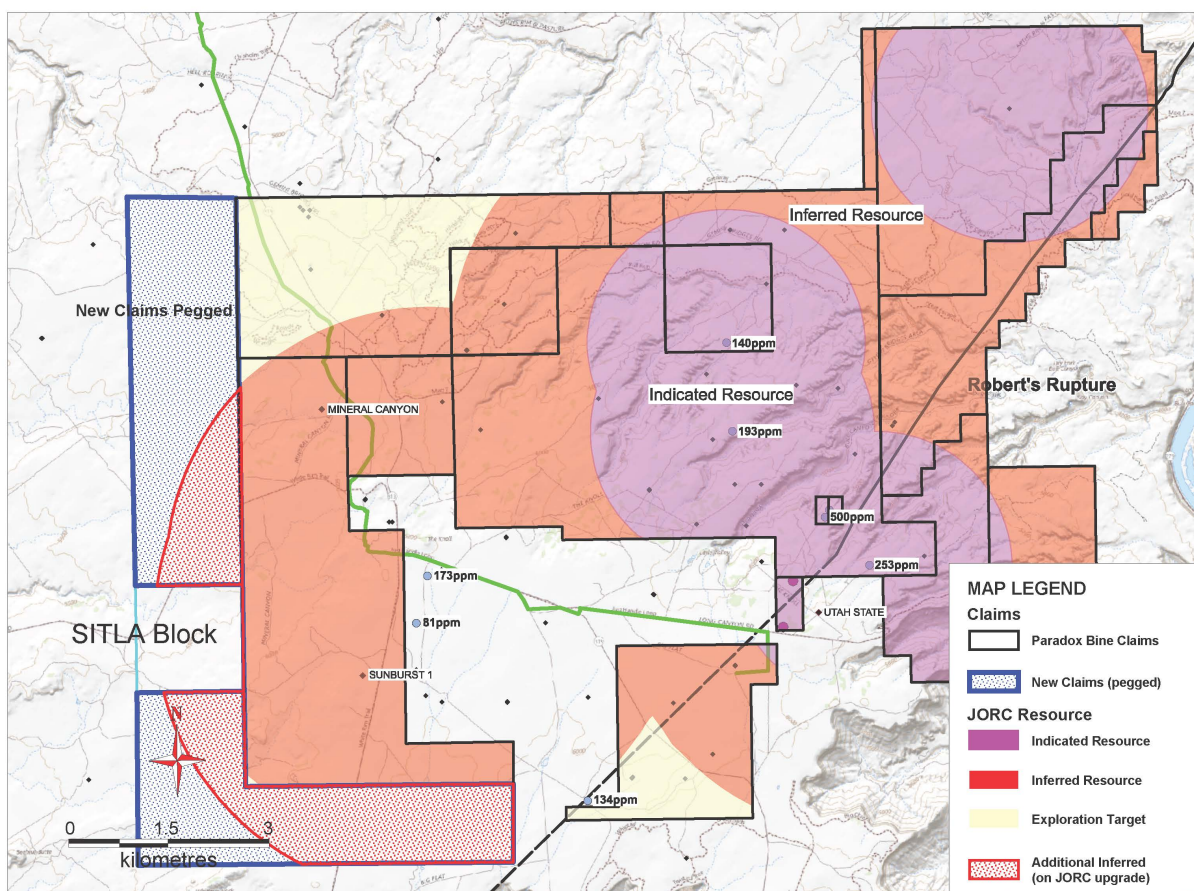 Inferred Resource
New Claims Pegged
140ppm
Robert's Rupture
Indicated Resource
MINERAL CANYON
193ppm
500ppm
253ppm
173ppm
UTAH STATE
81ppm
SITLA Block
SUNBURST 1
N
134ppm
0 1.5 3
kilometres
MAP LEGEND
Claims
Paradox Bine Claims
New Claims (pegged)
JORC Resource
Indicated Resource
Inferred Resource
Exploration Target
Additional Inferred
(on JORC upgrade)